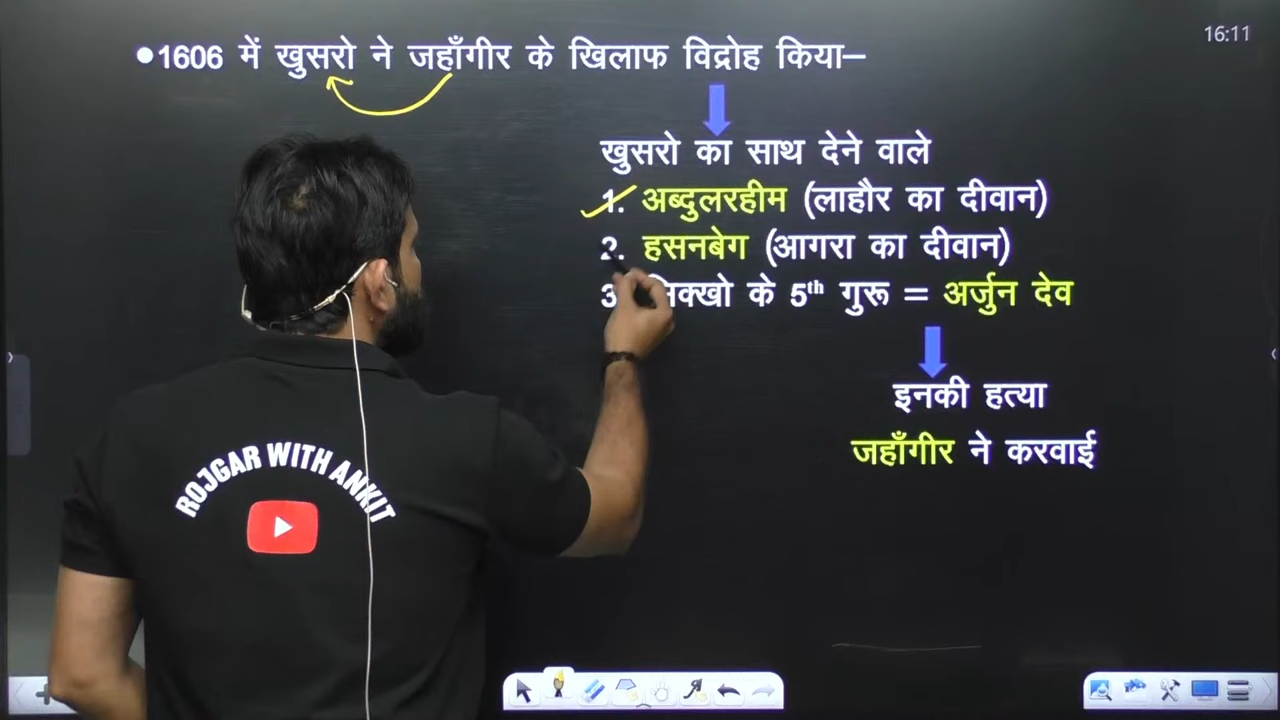 16:11
●1606 में खुसरो ने जहाँगीर के खिलाफ विद्रोह किया–
खुसरो का साथ देने वाले
1. अब्दुलरहीम (लाहौर का दीवान)
2. हसनबेग (आगरा का दीवान)
3 के 5th गुरू = अर्जुन देव
इनकी हत्या
जहाँगीर ने करवाई
ROJGAR WITH ANKIT